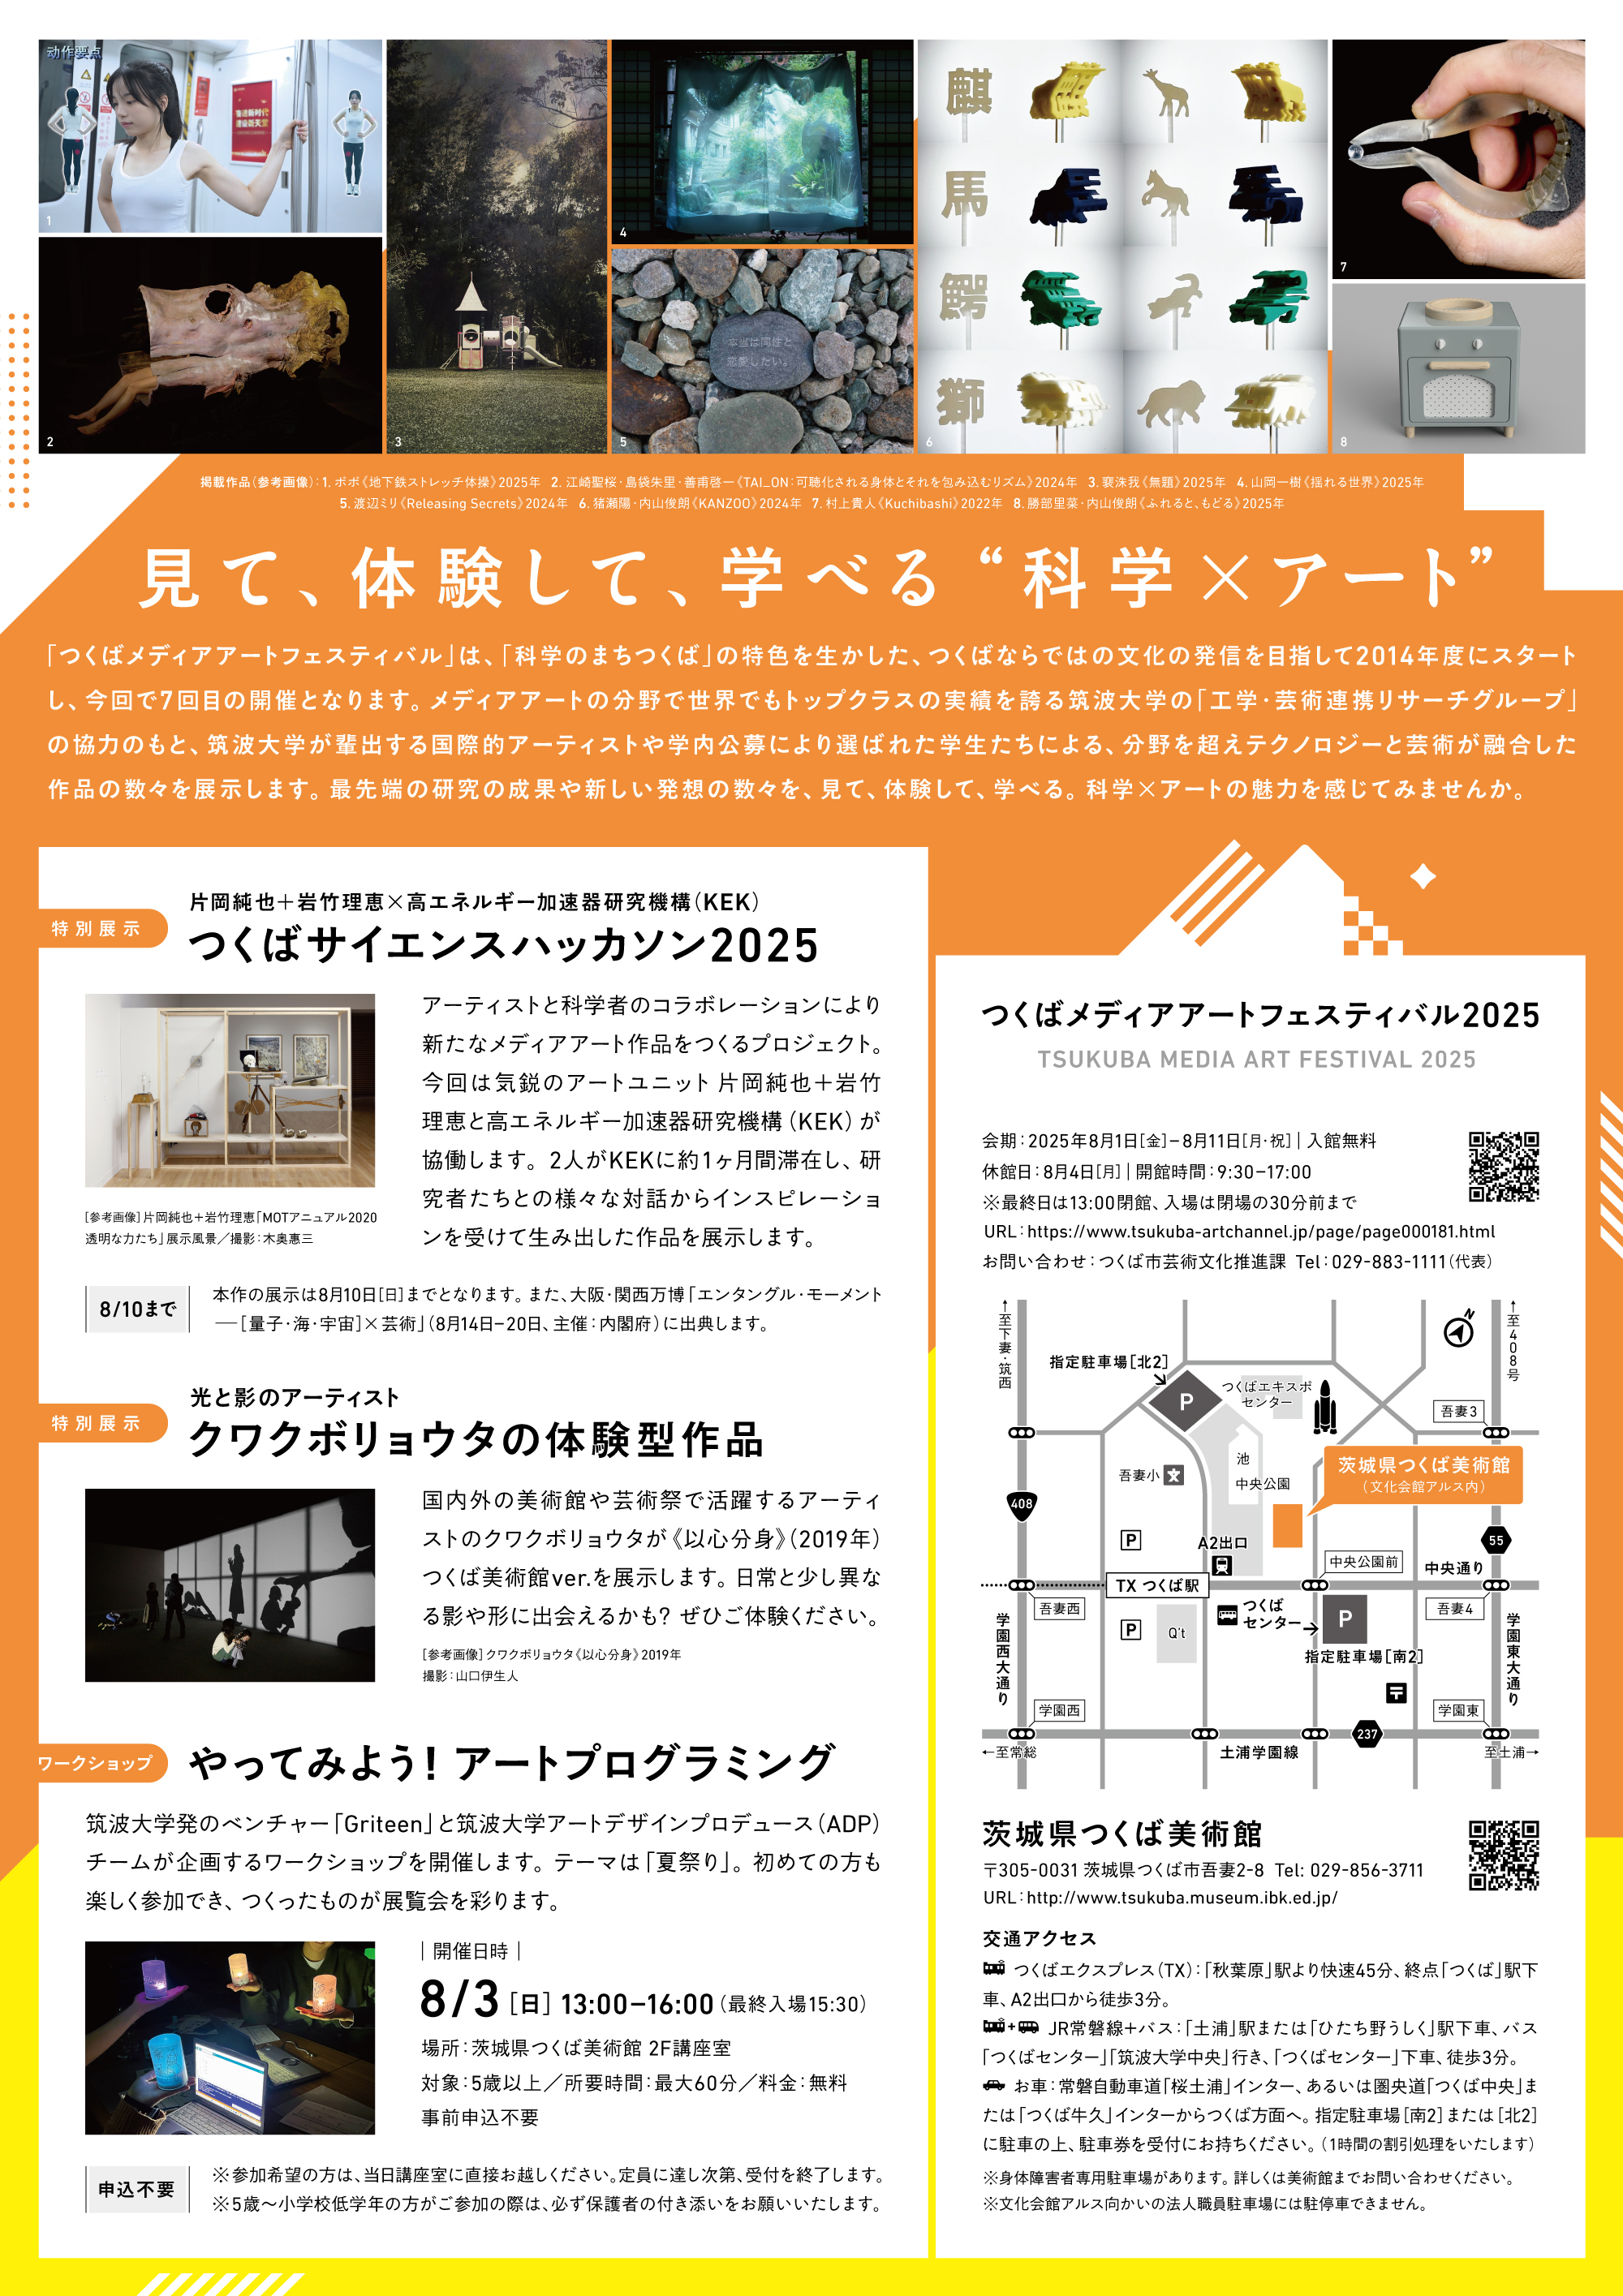 动作要点
1
2
3
4
本当は同性と
恋愛したい。
5
麒
馬
鰐
獅
6
7
8
掲載作品（参考画像）：1. ポポ《地下鉄ストレッチ体操》2025年 2. 江崎聖桜・島袋朱里・善甫啓一《TAI_ON：可聴化される身体とそれを包み込むリズム》2024年 3. 寰洙我《無題》2025年 4. 山岡一樹《揺れる世界》2025年
5. 渡辺ミリ《Releasing Secrets》2024年 6. 猪瀬陽・内山俊朗《KANZOO》2024年 7. 村上貴人《Kuchibashi》2022年 8. 勝部里菜・内山俊朗《ふれると、もどる》2025年
見て、体験して、学べる“科学×アート”
「つくばメディアアートフェスティバル」は、「科学のまちつくば」の特色を生かした、つくばならではの文化の発信を目指して2014年度にスタート
し、今回で7回目の開催となります。メディアアートの分野で世界でもトップクラスの実績を誇る筑波大学の「工学・芸術連携リサーチグループ」
の協力のもと、筑波大学が輩出する国際的アーティストや学内公募により選ばれた学生たちによる、分野を超えテクノロジーと芸術が融合した
作品の数々を展示します。最先端の研究の成果や新しい発想の数々を、見て、体験して、学べる。科学×アートの魅力を感じてみませんか。
特別展示
片岡純也＋岩竹理恵×高エネルギー加速器研究機構（KEK）
つくばサイエンスハッカソン2025
アーティストと科学者のコラボレーションにより
新たなメディアアート作品をつくるプロジェクト。
今回は気鋭のアートユニット 片岡純也＋岩竹
理恵と高エネルギー加速器研究機構（KEK）が
協働します。2人がKEKに約1ヶ月間滞在し、研
究者たちとの様々な対話からインスピレーショ
ンを受けて生み出した作品を展示します。
［参考画像］片岡純也＋岩竹理恵「MOTアニュアル2020
透明な力たち」展示風景／撮影：木奥惠三
8/10まで
本作の展示は8月10日［日］までとなります。また、大阪・関西万博「エンタングル・モーメント
──［量子・海・宇宙］×芸術」（8月14日–20日、主催：内閣府）に出典します。
特別展示
光と影のアーティスト
クワクボリョウタの体験型作品
国内外の美術館や芸術祭で活躍するアーティ
ストのクワクボリョウタが《以心分身》（2019年）
つくば美術館ver.を展示します。日常と少し異な
る影や形に出会えるかも？ ぜひご体験ください。
［参考画像］クワクボリョウタ《以心分身》2019年
撮影：山口伊生人
ワークショップ
やってみよう！アートプログラミング
筑波大学発のベンチャー「Griteen」と筑波大学アートデザインプロデュース（ADP）
チームが企画するワークショップを開催します。テーマは「夏祭り」。初めての方も
楽しく参加でき、つくったものが展覧会を彩ります。
｜開催日時｜
8/3［日］13:00–16:00（最終入場15:30）
場所：茨城県つくば美術館 2F講座室
対象：5歳以上／所要時間：最大60分／料金：無料
事前申込不要
申込不要
※参加希望の方は、当日講座室に直接お越しください。定員に達し次第、受付を終了します。
※5歳～小学校低学年の方がご参加の際は、必ず保護者の付き添いをお願いいたします。
つくばメディアアートフェスティバル2025
TSUKUBA MEDIA ART FESTIVAL 2025
会期：2025年8月1日［金］–8月11日［月・祝］｜入館無料
休館日：8月4日［月］｜開館時間：9:30–17:00
※最終日は13:00閉館、入場は閉場の30分前まで
URL：https://www.tsukuba-artchannel.jp/page/page000181.html
お問い合わせ：つくば市芸術文化推進課 Tel：029-883-1111（代表）
↑至下妻・筑西
↑至408号
N
指定駐車場［北2］
P
つくばエキスポ
センター
吾妻3
池
中央公園
吾妻小
文
茨城県つくば美術館
（文化会館アルス内）
408
55
P
A2出口
中央公園前
中央通り
TX つくば駅
吾妻西
吾妻4
つくば
センター→
P
P
Q't
指定駐車場［南2］
学園西大通り
学園東大通り
〒
学園西
学園東
237
←至常総
土浦学園線
至土浦→
茨城県つくば美術館
〒305-0031 茨城県つくば市吾妻2-8 Tel: 029-856-3711
URL：http://www.tsukuba.museum.ibk.ed.jp/
交通アクセス
つくばエクスプレス（TX）：「秋葉原」駅より快速45分、終点「つくば」駅下
車、A2出口から徒歩3分。
+ JR常磐線＋バス：「土浦」駅または「ひたち野うしく」駅下車、バス
「つくばセンター」「筑波大学中央」行き、「つくばセンター」下車、徒歩3分。
お車：常磐自動車道「桜土浦」インター、あるいは圏央道「つくば中央」ま
たは「つくば牛久」インターからつくば方面へ。指定駐車場［南2］または［北2］
に駐車の上、駐車券を受付にお持ちください。（1時間の割引処理をいたします）
※身体障害者専用駐車場があります。詳しくは美術館までお問い合わせください。
※文化会館アルス向かいの法人職員駐車場には駐停車できません。